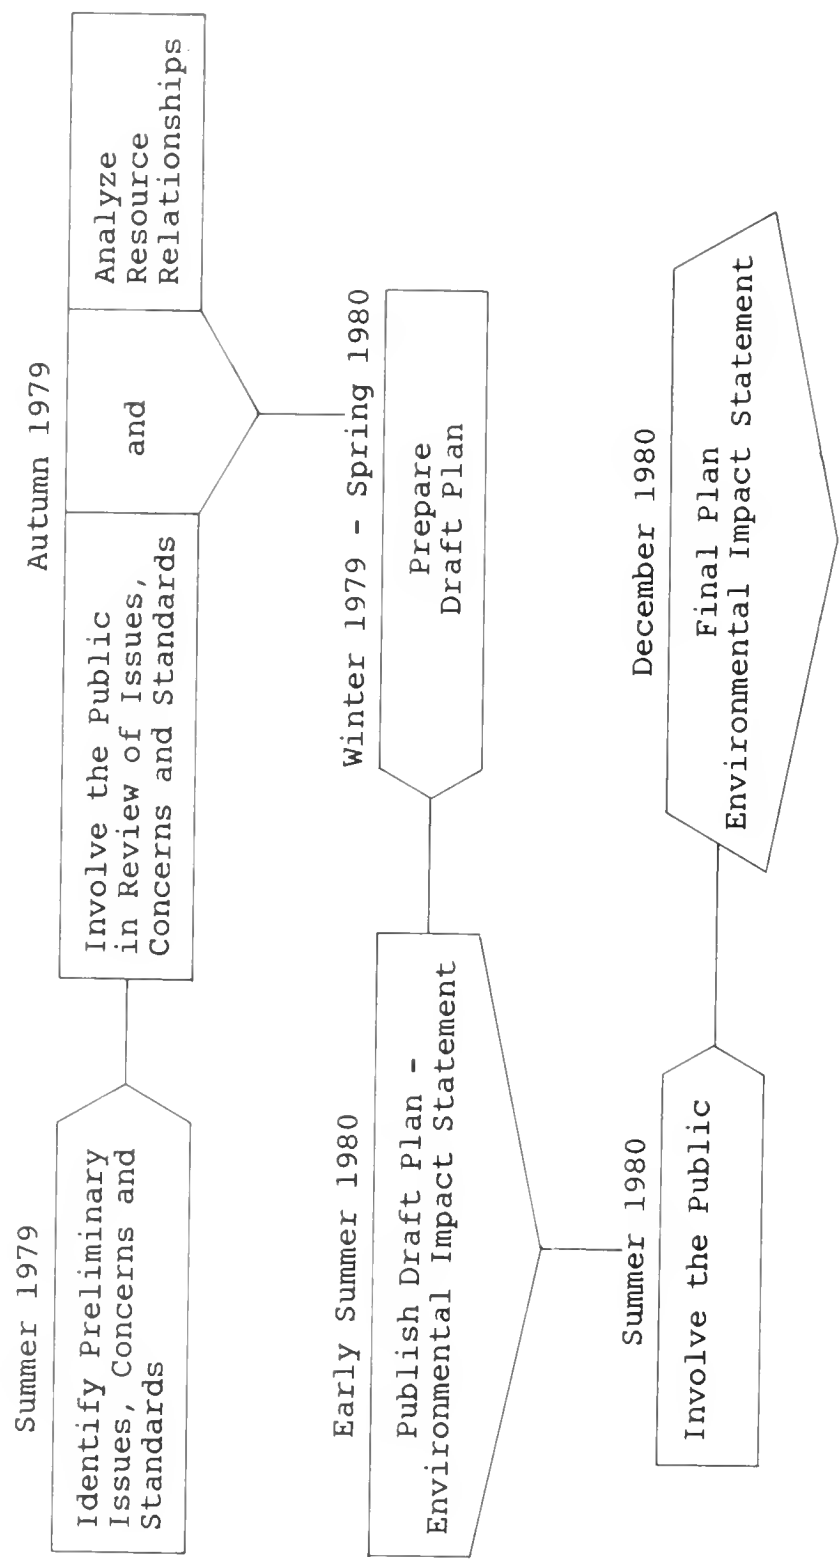 Summer 1979
Identify Preliminary
Issues, Concerns and
Standards
Autumn 1979
Involve the Public
in Review of Issues,
Concerns and Standards
and
Analyze
Resource
Relationships
Winter 1979 - Spring 1980
Prepare
Draft Plan
Early Summer 1980
Publish Draft Plan -
Environmental Impact Statement
Summer 1980
Involve the Public
December 1980
Final Plan
Environmental Impact Statement